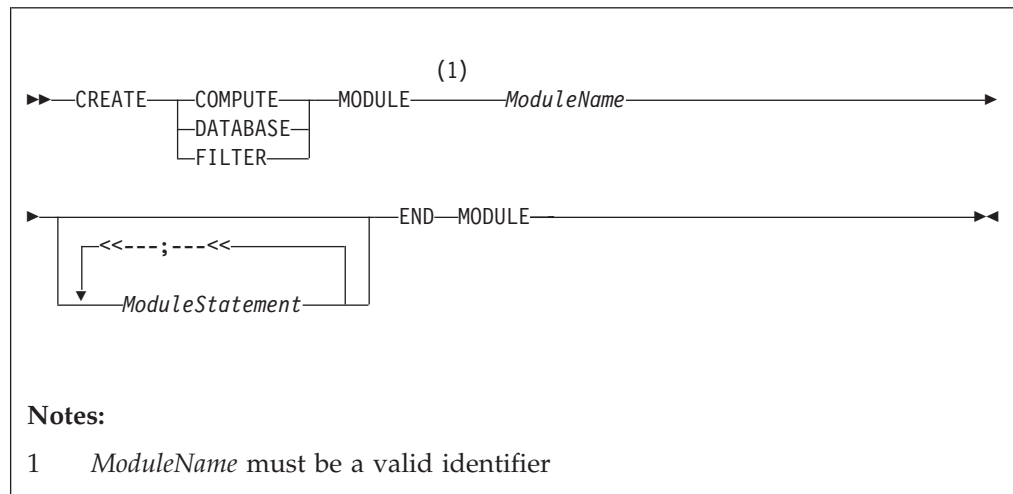 (1)
CREATE COMPUTE MODULE ModuleName
DATABASE
FILTER
END MODULE
<<---;---<<
ModuleStatement
Notes:
1 ModuleName must be a valid identifier